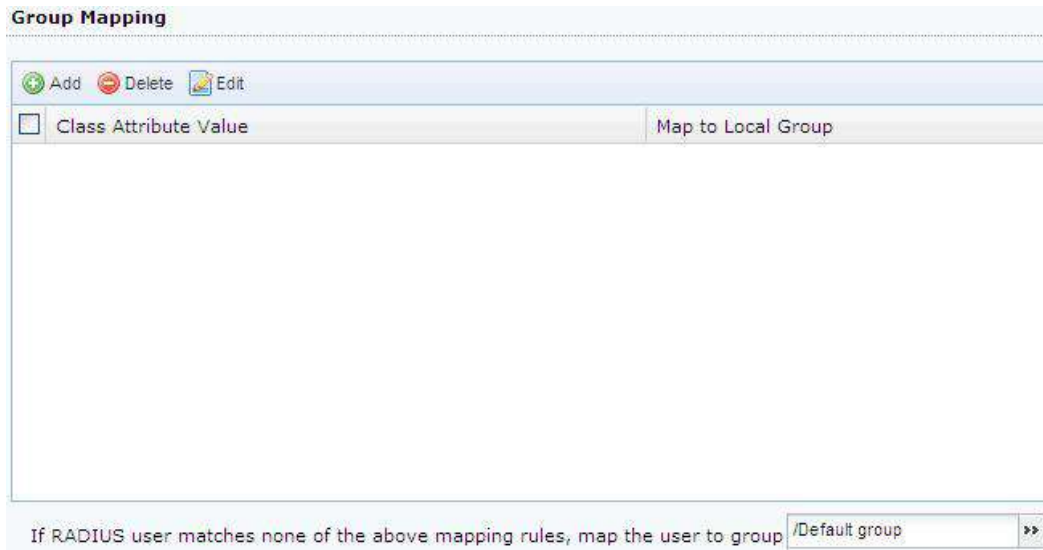 Group Mapping
Add Delete Edit
Class Attribute Value Map to Local Group
If RADIUS user matches none of the above mapping rules, map the user to group /Default group